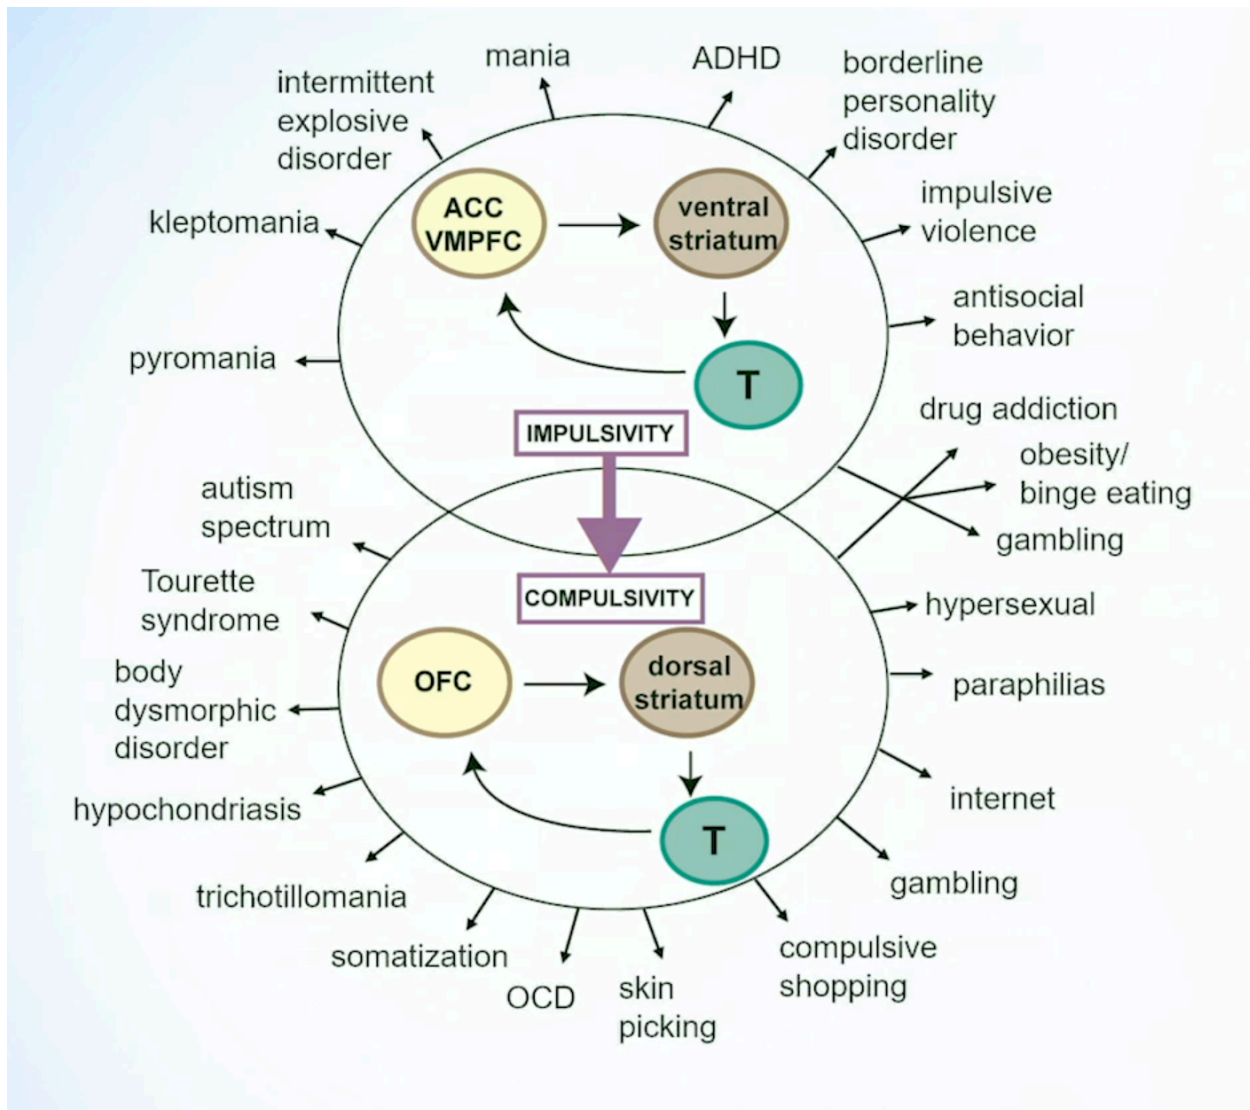 mania
ADHD
borderline
personality
disorder
intermittent
explosive
disorder
kleptomania
impulsive
violence
ACC
VMPFC
ventral
striatum
antisocial
behavior
pyromania
T
drug addiction
IMPULSIVITY
obesity/
binge eating
gambling
autism
spectrum
Tourette
syndrome
COMPULSIVITY
hypersexual
body
dysmorphic
disorder
OFC
dorsal
striatum
paraphilias
hypochondriasis
internet
T
trichotillomania
gambling
somatization
OCD
skin
picking
compulsive
shopping